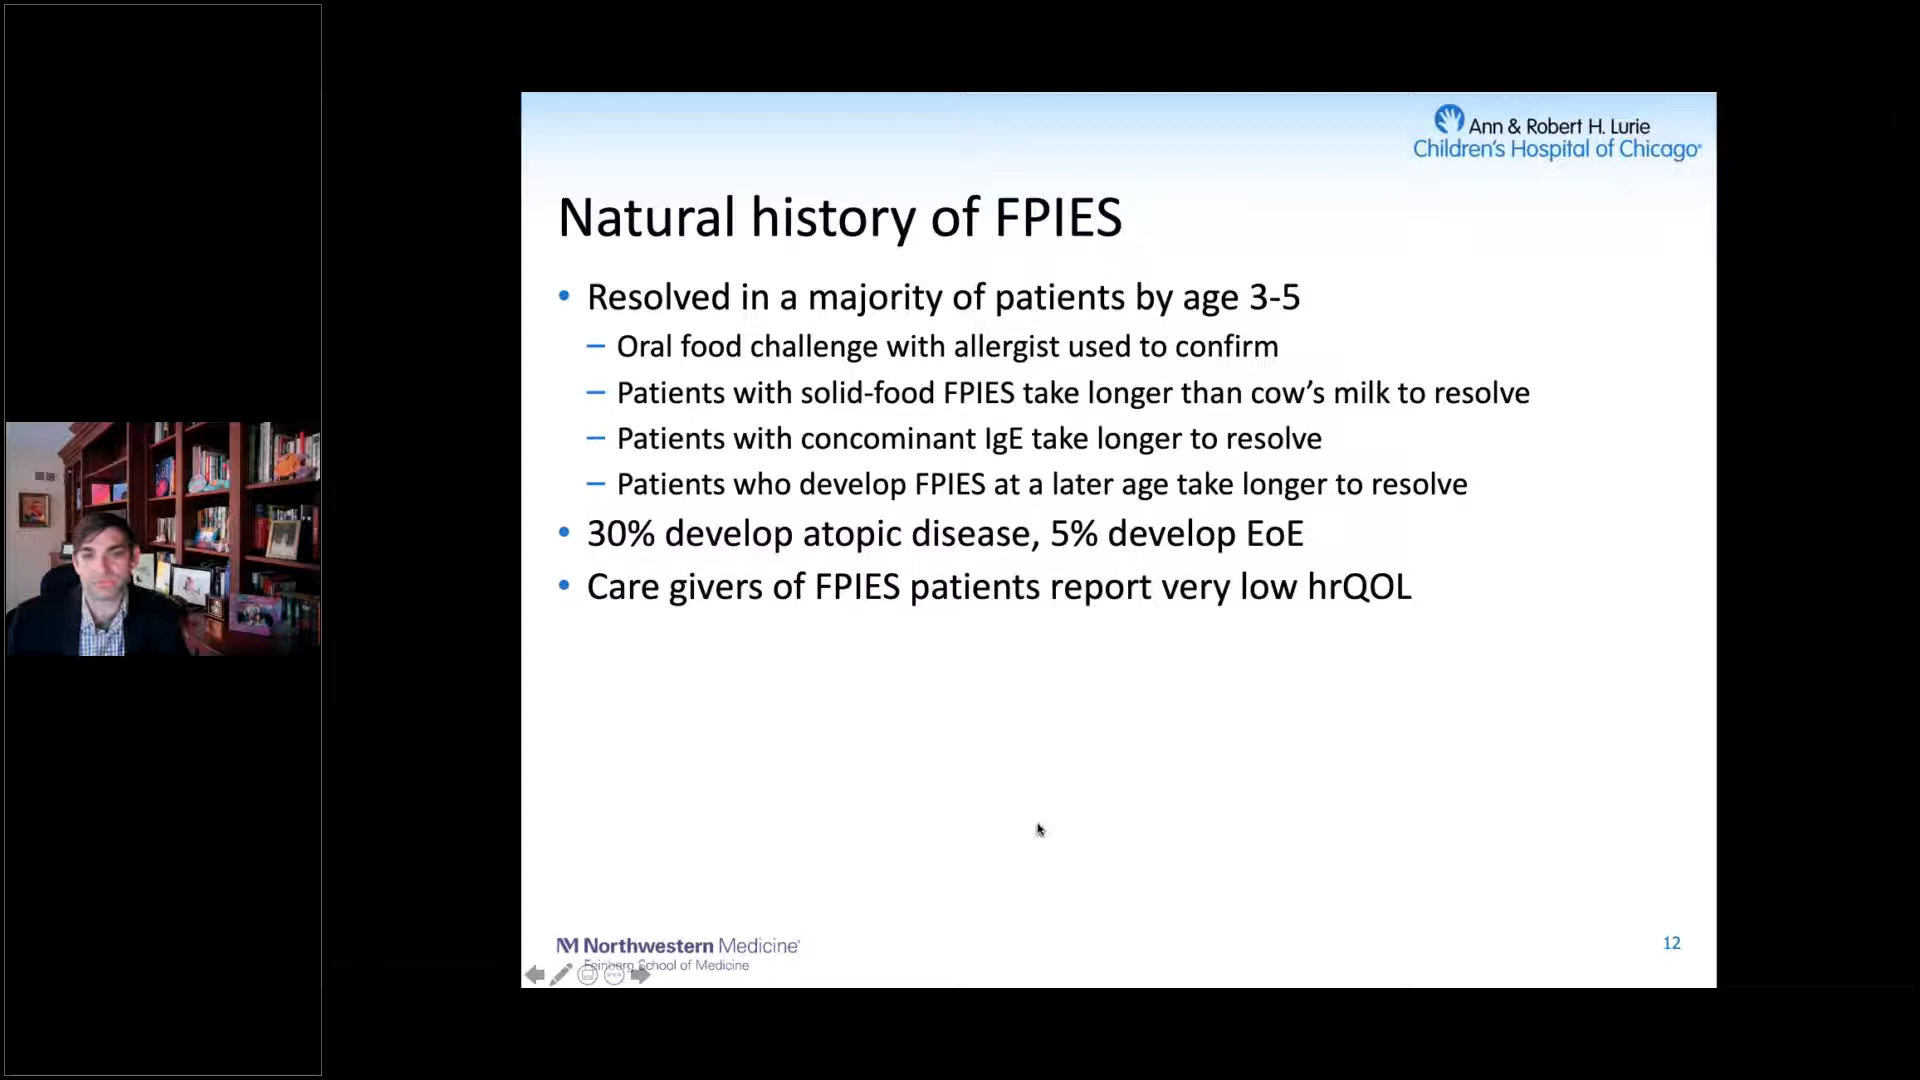 Ann & Robert H. Lurie
Children's Hospital of Chicago®
Natural history of FPIES
• Resolved in a majority of patients by age 3-5
– Oral food challenge with allergist used to confirm
– Patients with solid-food FPIES take longer than cow's milk to resolve
– Patients with concominant IgE take longer to resolve
– Patients who develop FPIES at a later age take longer to resolve
• 30% develop atopic disease, 5% develop EoE
• Care givers of FPIES patients report very low hrQOL
NM Northwestern Medicine®
Feinberg School of Medicine
12